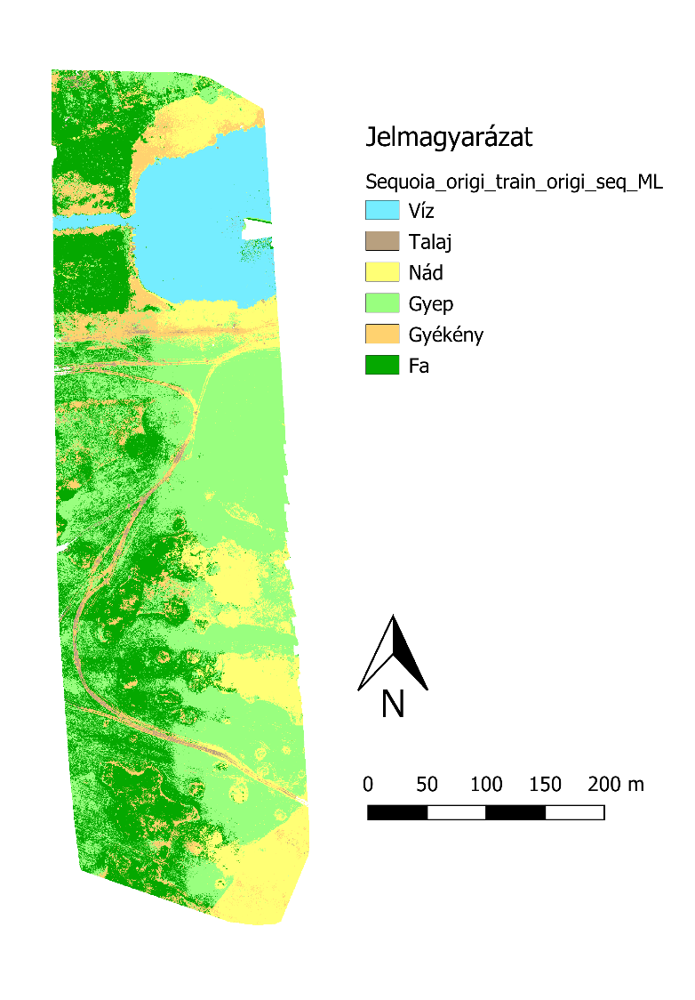 Jelmagyarázat
Sequoia_origi_train_origi_seq_ML
Víz
Talaj
Nád
Gyep
Gyékény
Fa
N
0 50 100 150 200 m